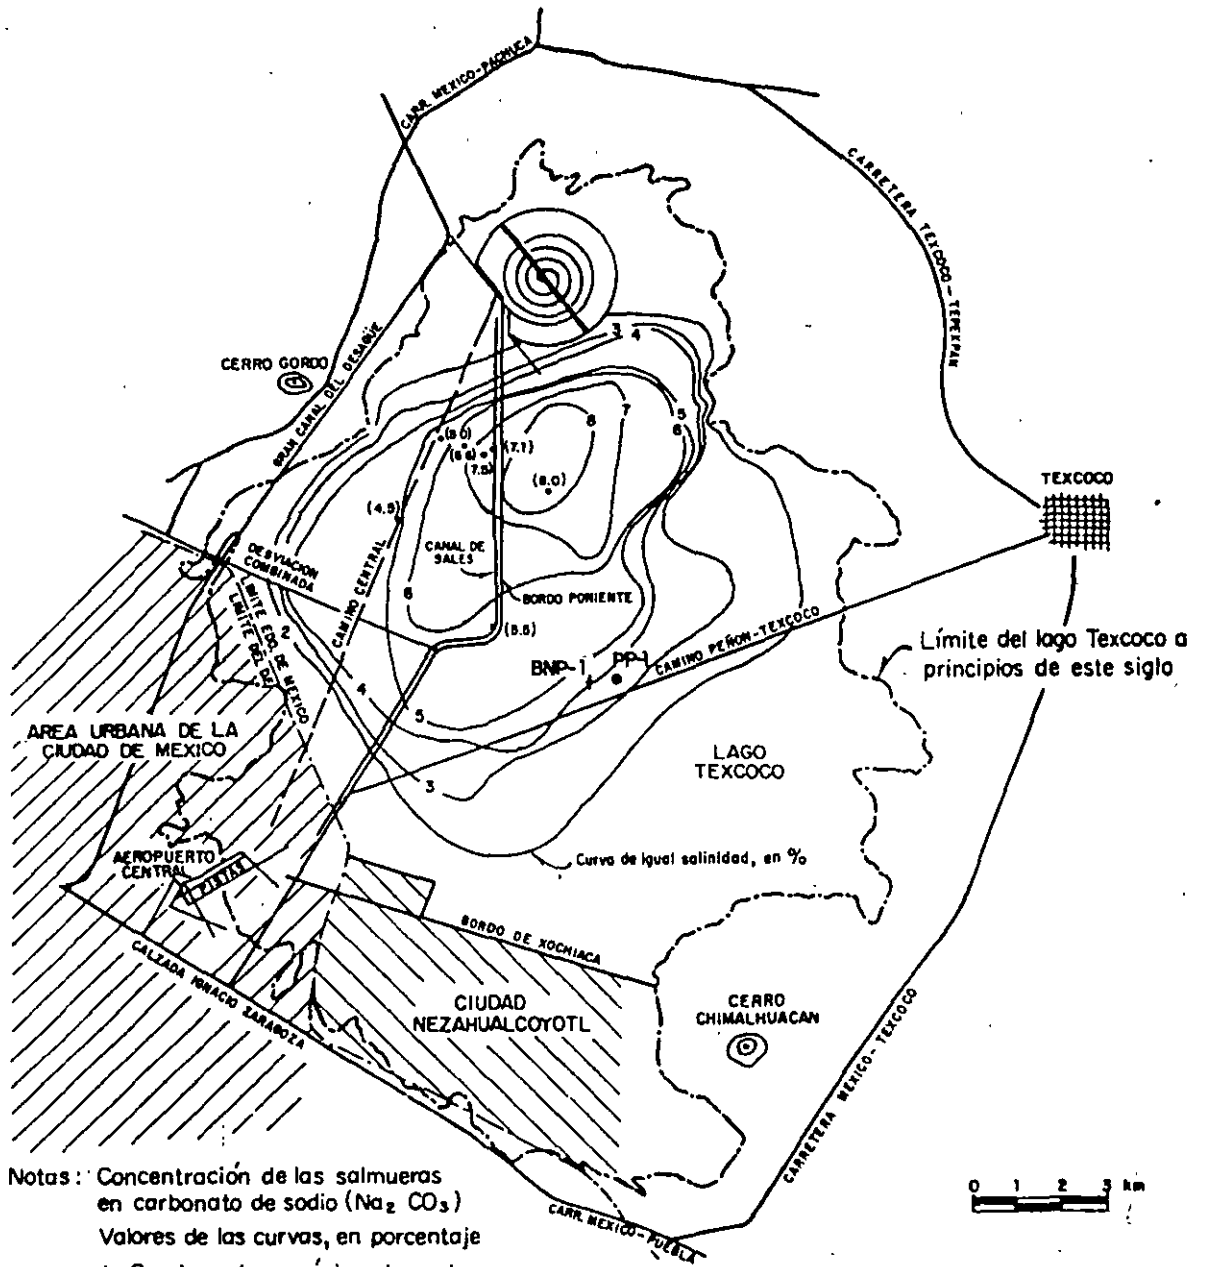 CARR. MEXICO-PACHUCA
CARRETERA TEXCOCO-TEPEXPAN
CERRO GORDO
GRAN CANAL DEL DESAGÜE
3
4
5
6
7
8
(5.0)
(7.7)
(7.5)
(8.0)
(4.5)
TEXCOCO
CANAL DE
SALES
CAMINO CENTRAL
DESVIACION
COMBINADA
6
BORDO PONIENTE
(5.5)
LIMITE EDO. DE MEXICO
LIMITE DEL DF
2
BNP-1
PP-1
CAMINO PEÑON-TEXCOCO
Límite del lago Texcoco a
principios de este siglo
4
5
3
AREA URBANA DE LA
CIUDAD DE MEXICO
LAGO
TEXCOCO
Curva de igual salinidad, en %
AEROPUERTO
CENTRAL
PISTAS
BORDO DE XOCHIACA
CALZADA IGNACIO ZARAGOZA
CIUDAD
NEZAHUALCOYOTL
CERRO
CHIMALHUACAN
CARRETERA MEXICO-TEXCOCO
CARR. MEXICO-PUEBLA
0 1 2 3 km
Notas: Concentración de las salmueras
en carbonato de sodio (Na₂ CO₃)
Valores de las curvas, en porcentaje